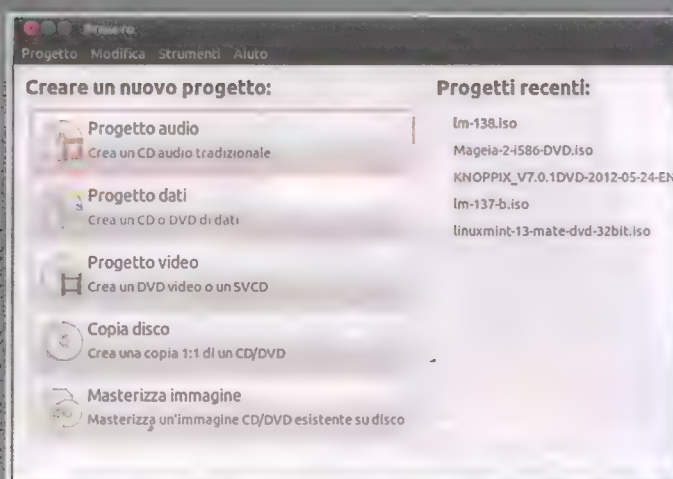 Brasero
Progetto Modifica Strumenti Aiuto
Creare un nuovo progetto:
Progetto audio
Crea un CD audio tradizionale
Progetto dati
Crea un CD o DVD di dati
Progetto video
Crea un DVD video o un SVCD
Copia disco
Crea una copia 1:1 di un CD/DVD
Masterizza immagine
Masterizza un'immagine CD/DVD esistente su disco
Progetti recenti:
lm-138.iso
Mageia-2-i586-DVD.iso
KNOPPIX_V7.0.1DVD-2012-05-24-EN
lm-137-b.iso
linuxmint-13-mate-dvd-32bit.iso